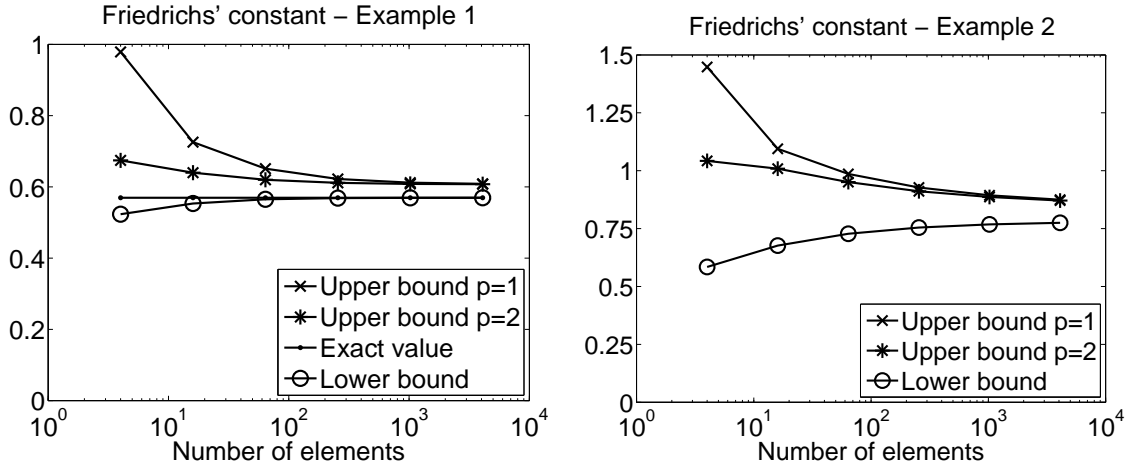 Friedrichs' constant – Example 1
1
0.8
0.6
0.4
0.2
0
10^0
10^1
10^2
10^3
10^4
Number of elements
Upper bound p=1
Upper bound p=2
Exact value
Lower bound
Friedrichs' constant – Example 2
1.5
1.25
1
0.75
0.5
0.25
0
10^0
10^1
10^2
10^3
10^4
Number of elements
Upper bound p=1
Upper bound p=2
Lower bound